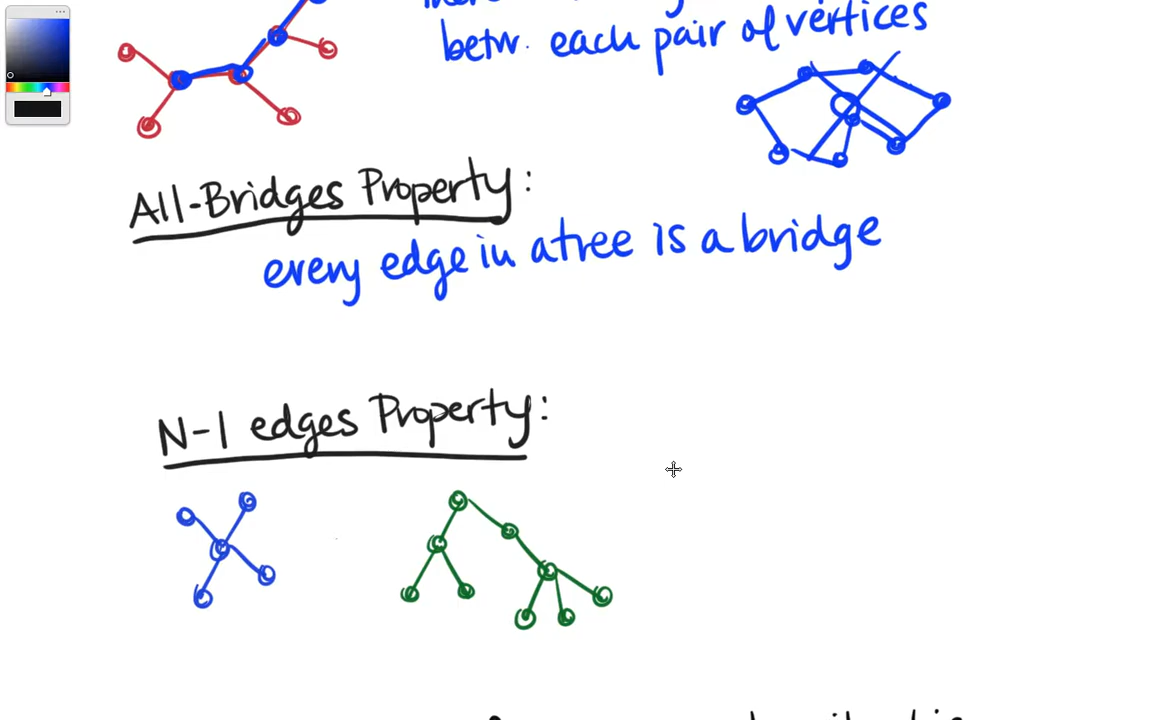 betw. each pair of vertices
All-Bridges Property:
every edge in a tree is a bridge
N-1 edges Property: